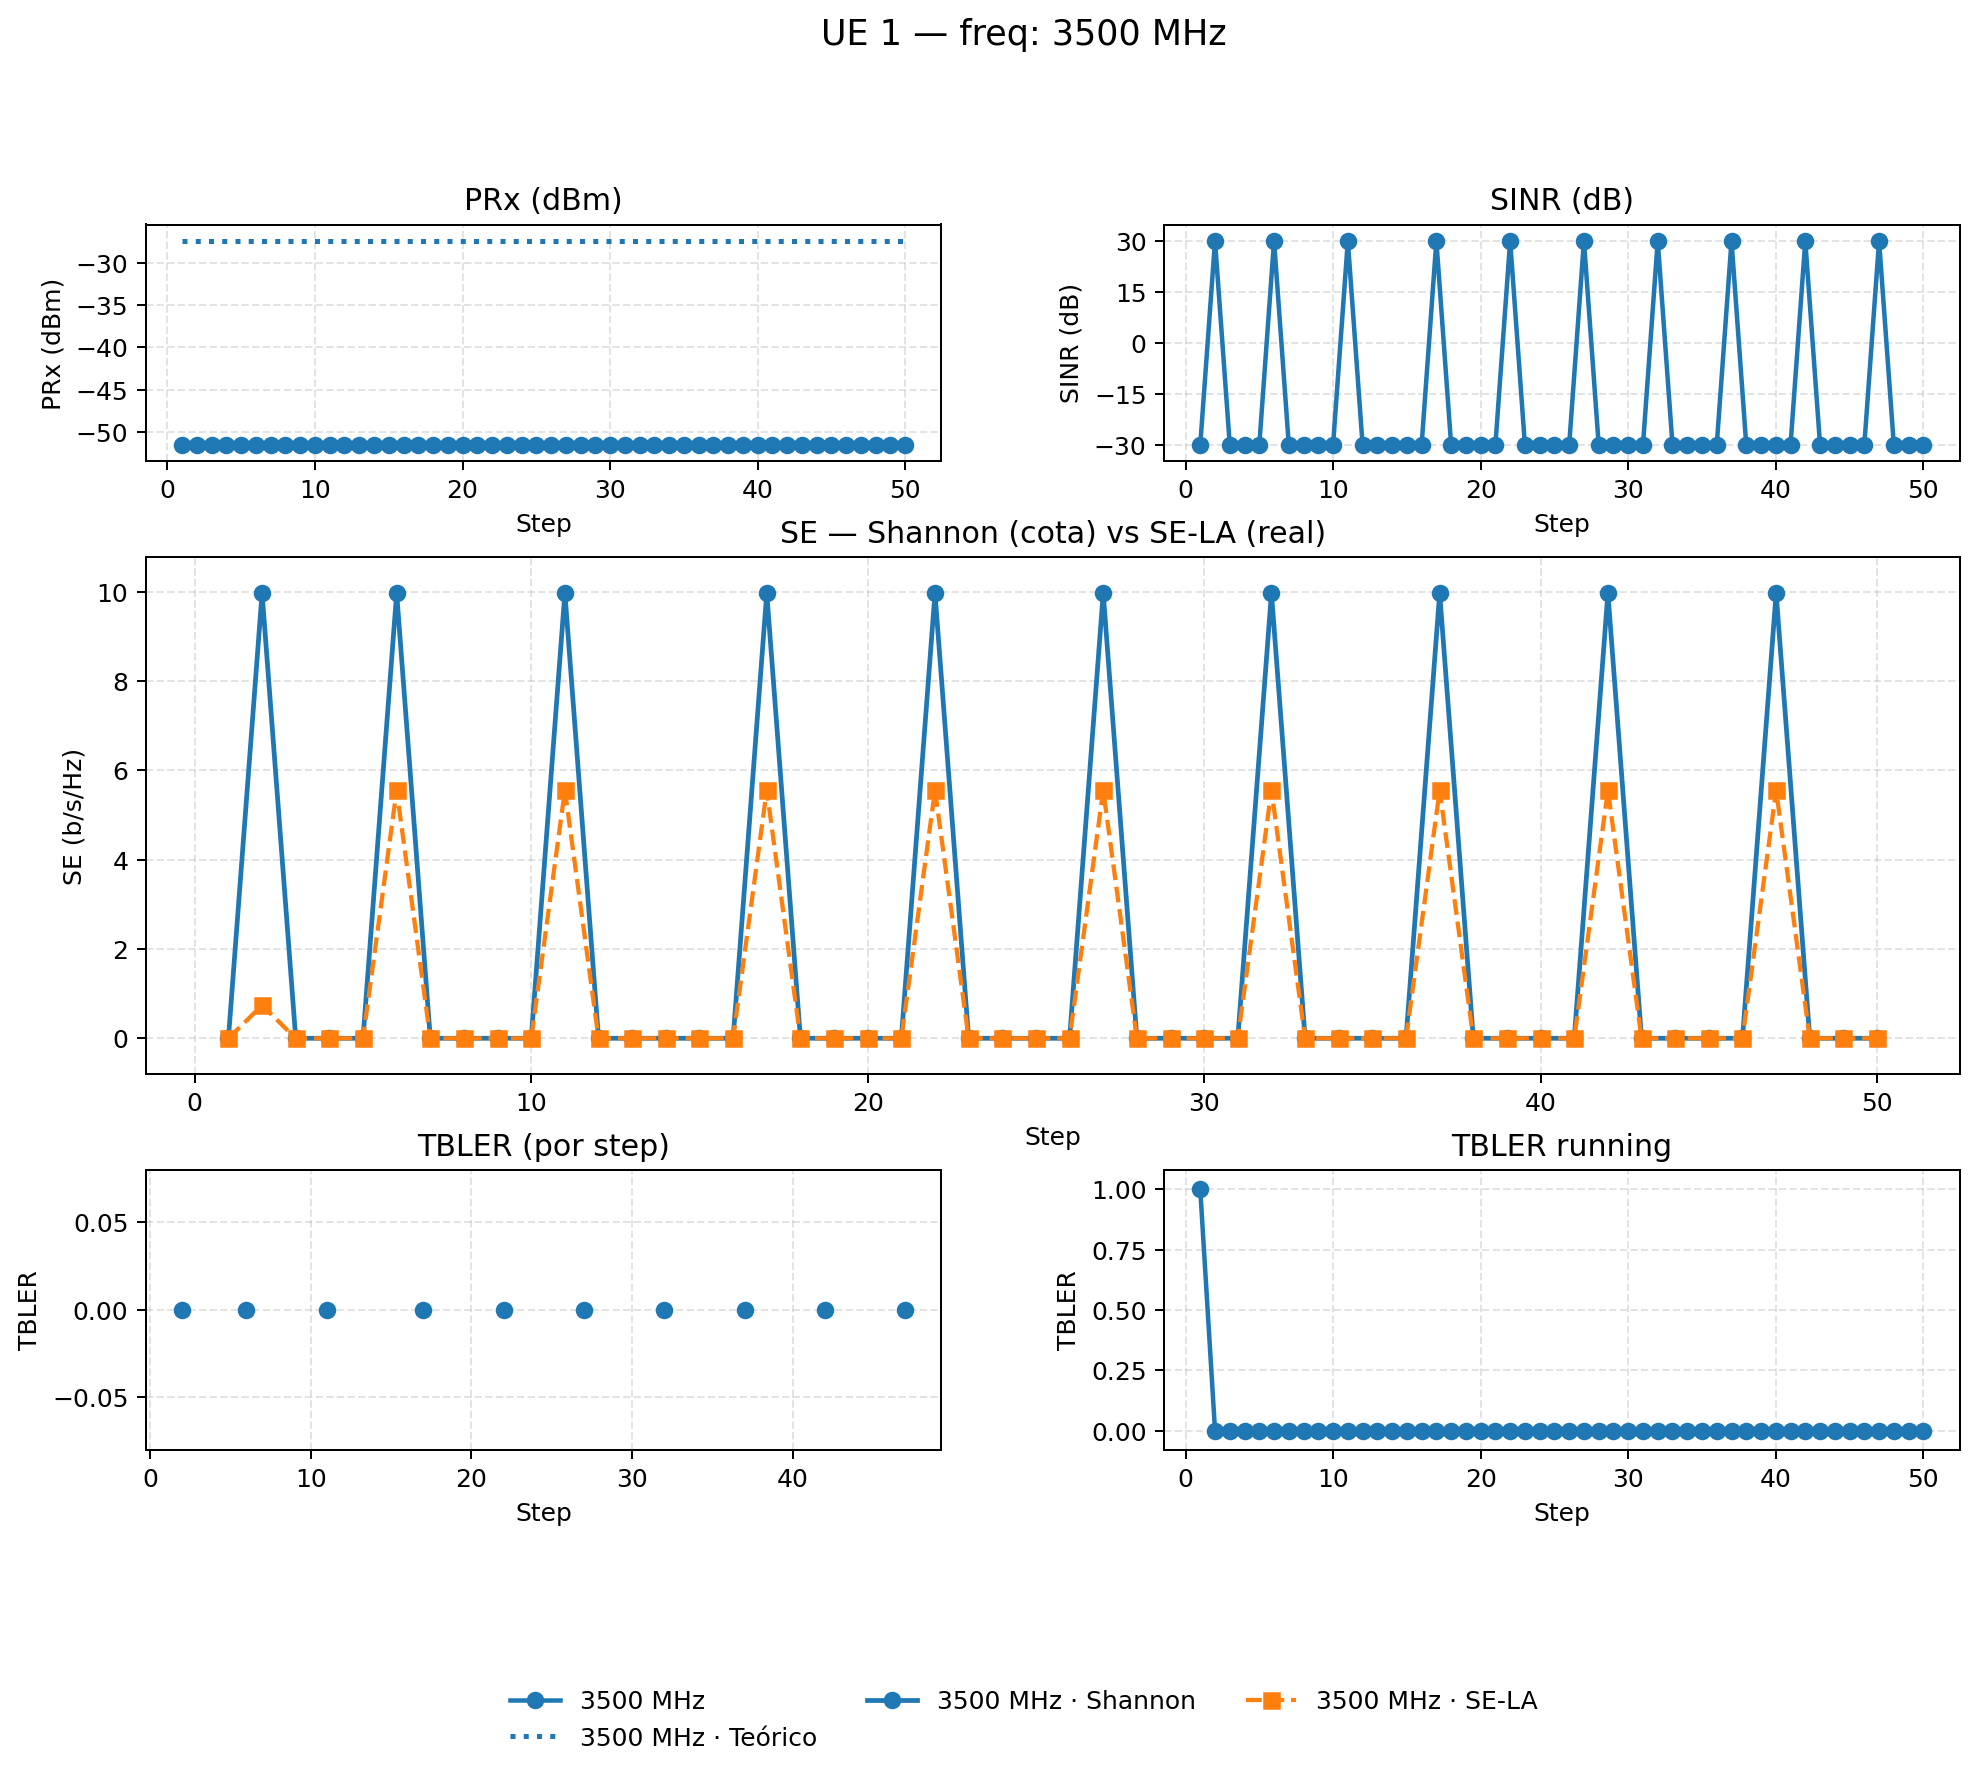 UE 1 — freq: 3500 MHz
PRx (dBm)
PRx (dBm)
−30
−35
−40
−45
−50
0 10 20 30 40 50
Step
SINR (dB)
SINR (dB)
30
15
0
−15
−30
0 10 20 30 40 50
Step
SE — Shannon (cota) vs SE-LA (real)
SE (b/s/Hz)
10
8
6
4
2
0
0 10 20 30 40 50
Step
TBLER (por step)
TBLER
0.05
0.00
−0.05
0 10 20 30 40
Step
TBLER running
TBLER
1.00
0.75
0.50
0.25
0.00
0 10 20 30 40 50
Step
3500 MHz
3500 MHz · Teórico
3500 MHz · Shannon
3500 MHz · SE-LA